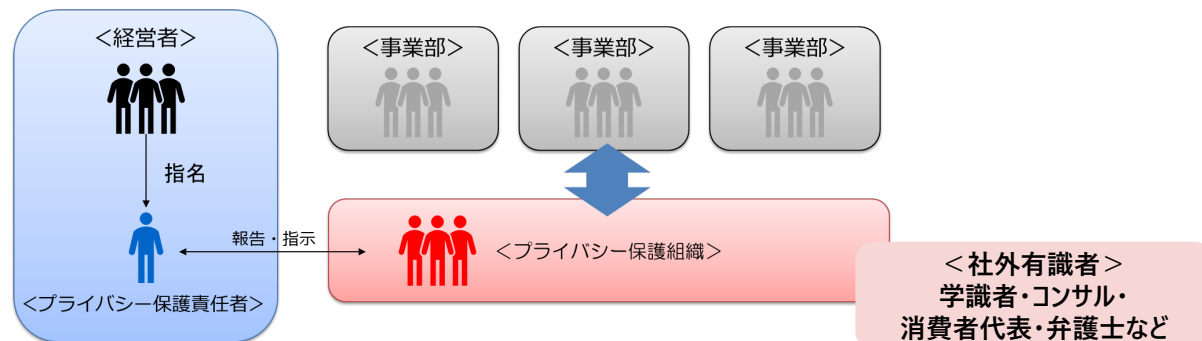 ＜経営者＞
指名
＜プライバシー保護責任者＞
＜事業部＞
＜事業部＞
＜事業部＞
報告・指示
＜プライバシー保護組織＞
＜社外有識者＞
学識者・コンサル・
消費者代表・弁護士など